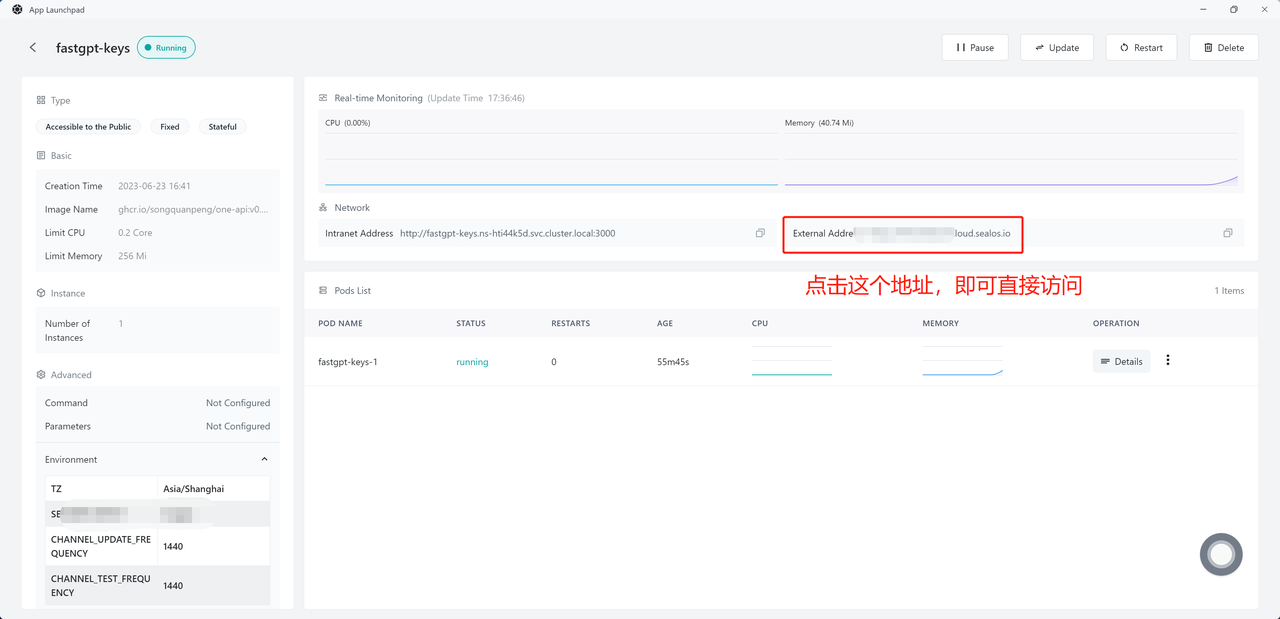 App Launchpad
fastgpt-keys Running
Pause Update Restart Delete
Type
Accessible to the Public Fixed Stateful
Basic
Creation Time 2023-06-23 16:41
Image Name ghcr.io/songquanpeng/one-api:v0....
Limit CPU 0.2 Core
Limit Memory 256 Mi
Instance
Number of 1
Instances
Advanced
Command Not Configured
Parameters Not Configured
Environment
TZ Asia/Shanghai
SE
CHANNEL_UPDATE_FRE
QUENCY 1440
CHANNEL_TEST_FREQU
ENCY 1440
Real-time Monitoring (Update Time 17:36:46)
CPU (0.00%) Memory (40.74 Mi)
Network
Intranet Address http://fastgpt-keys.ns-hti44k5d.svc.cluster.local:3000
External Addre loud.sealos.io
点击这个地址，即可直接访问
Pods List 1 Items
POD NAME STATUS RESTARTS AGE CPU MEMORY OPERATION
fastgpt-keys-1 running 0 55m45s Details